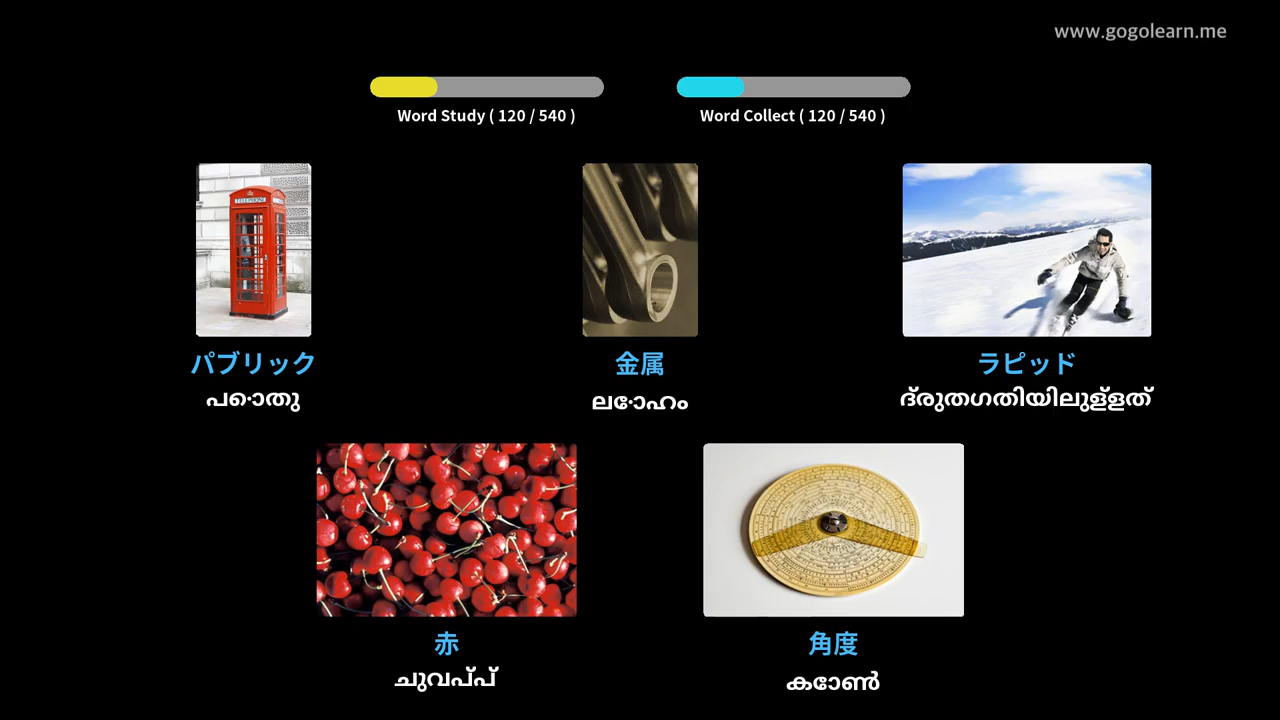 www.gogolearn.me
Word Study ( 120 / 540 )
Word Collect ( 120 / 540 )
TELEPHONE
パブリック
金属
ラピッド
പൊതു
ലോഹം
ദ്രുതഗതിയിലുള്ളത്
赤
角度
ചുവപ്പ്
കോൺ